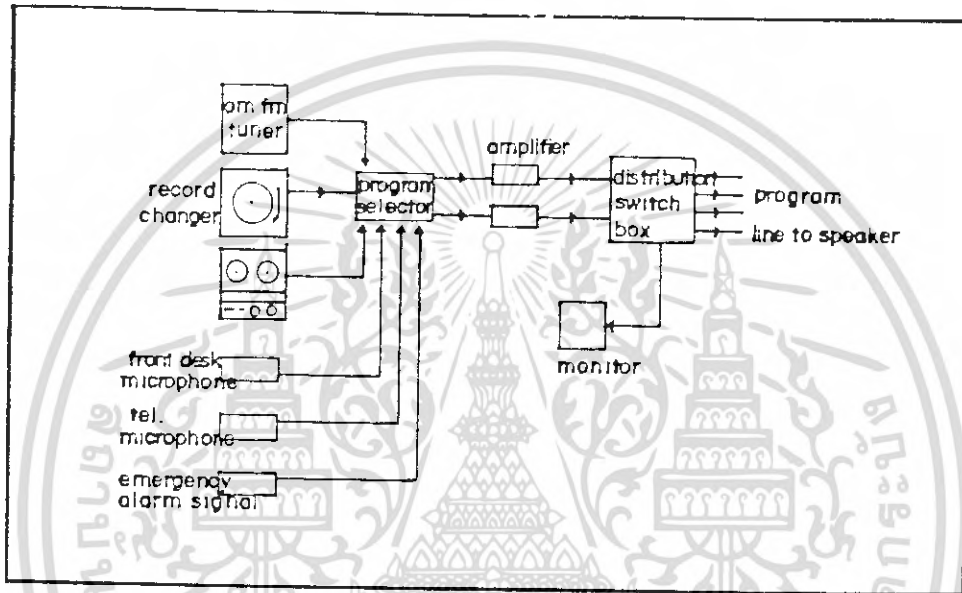 am fm
tuner
record
changer
program
selector
amplifier
distribution
switch
box
program
line to speaker
monitor
front desk
microphone
tel.
microphone
emergency
alarm signal